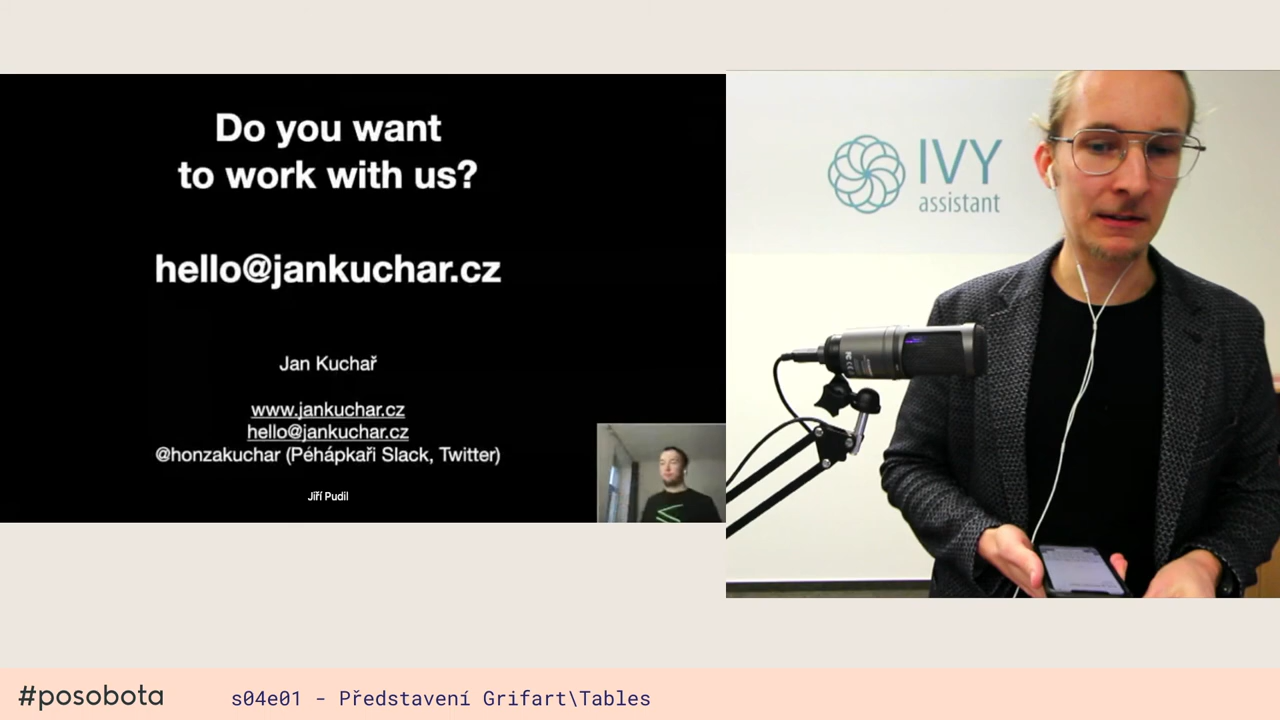 Do you want
to work with us?
hello@jankuchar.cz
Jan Kuchař
www.jankuchar.cz
hello@jankuchar.cz
@honzakuchar (Péhápkaři Slack, Twitter)
Jiří Pudil
IVY
assistant
#posobota
s04e01 - Představení Grifart\Tables